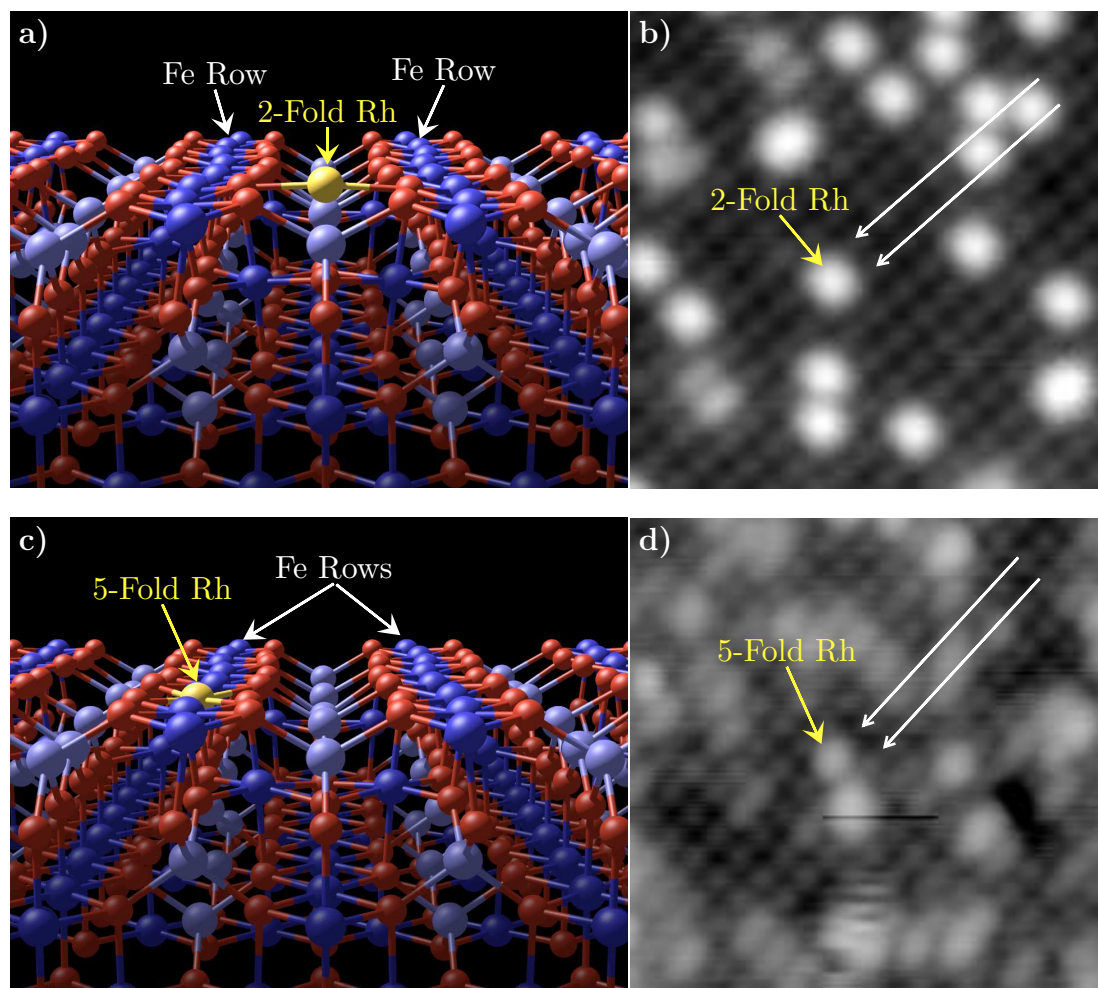 a)
Fe Row
Fe Row
2-Fold Rh
b)
2-Fold Rh
c)
Fe Rows
5-Fold Rh
d)
5-Fold Rh